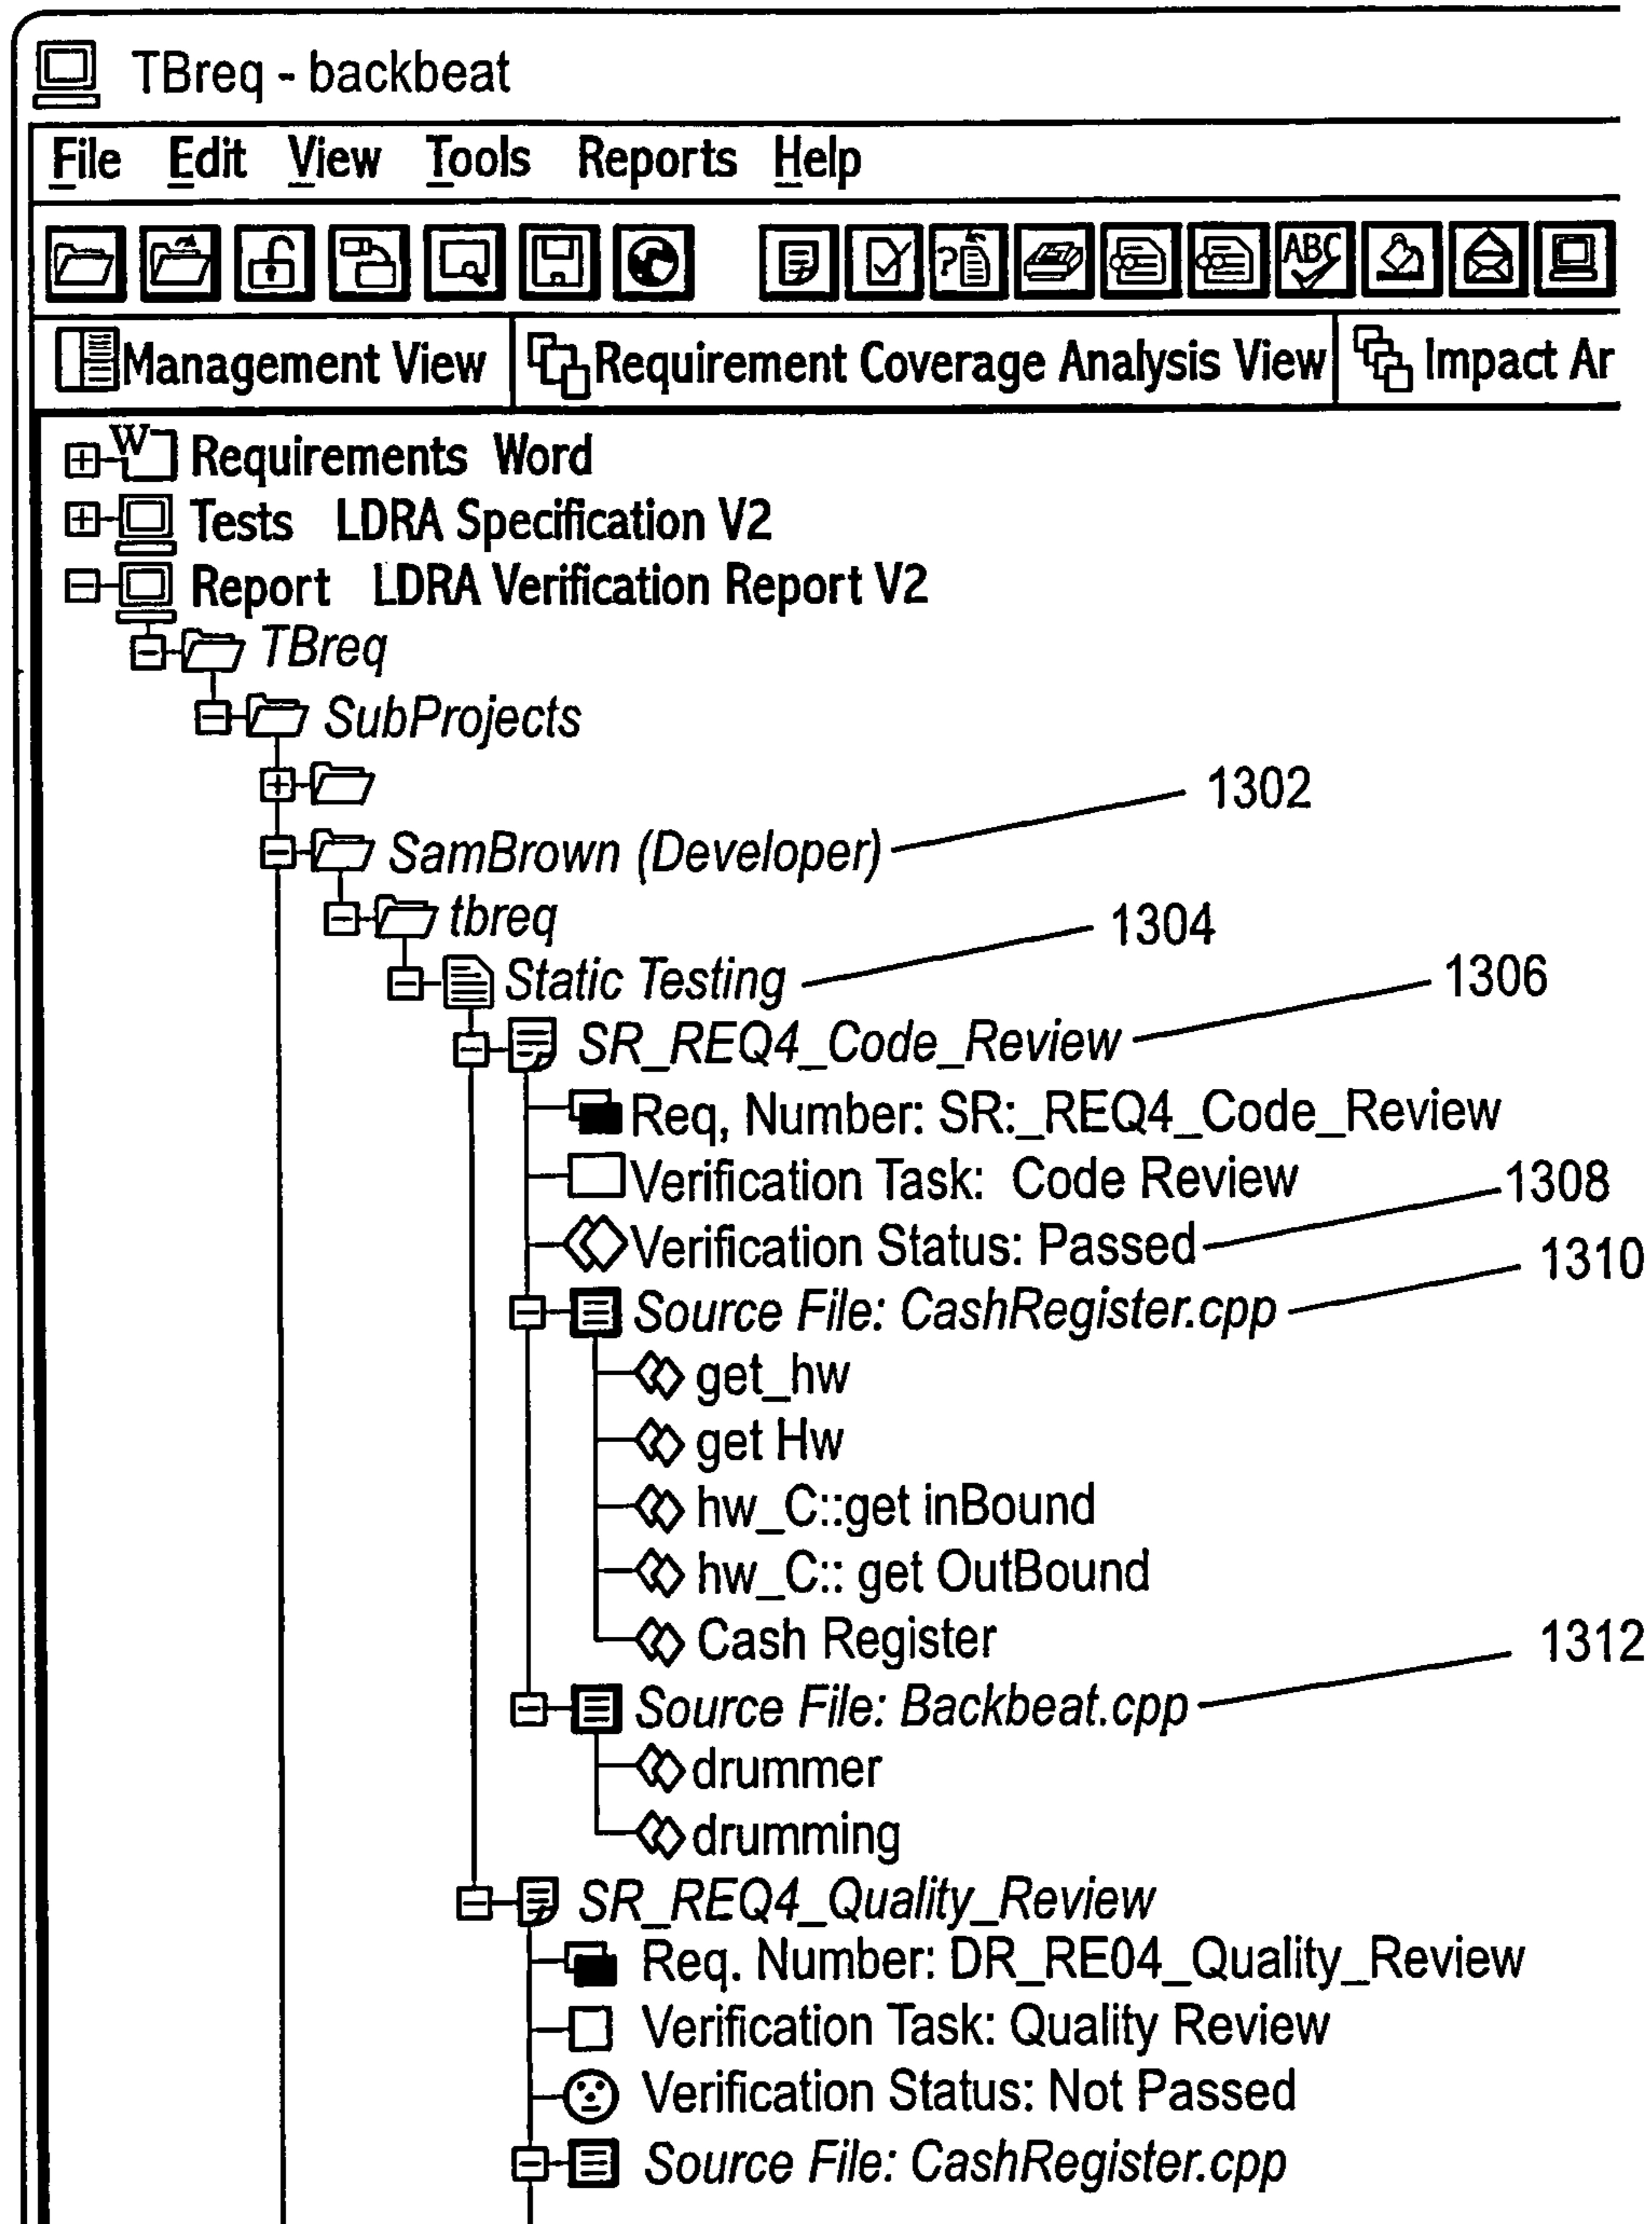 TBreq - backbeat
File Edit View Tools Reports Help
? ABC
Management View Requirement Coverage Analysis View Impact Ar
W Requirements Word
Tests LDRA Specification V2
Report LDRA Verification Report V2
TBreq
SubProjects
1302
SamBrown (Developer)
tbreq
1304
Static Testing
1306
SR_REQ4_Code_Review
Req, Number: SR:_REQ4_Code_Review
Verification Task: Code Review
1308
Verification Status: Passed
1310
Source File: CashRegister.cpp
get_hw
get Hw
hw_C::get inBound
hw_C:: get OutBound
Cash Register
1312
Source File: Backbeat.cpp
drummer
drumming
SR_REQ4_Quality_Review
Req. Number: DR_RE04_Quality_Review
Verification Task: Quality Review
Verification Status: Not Passed
Source File: CashRegister.cpp